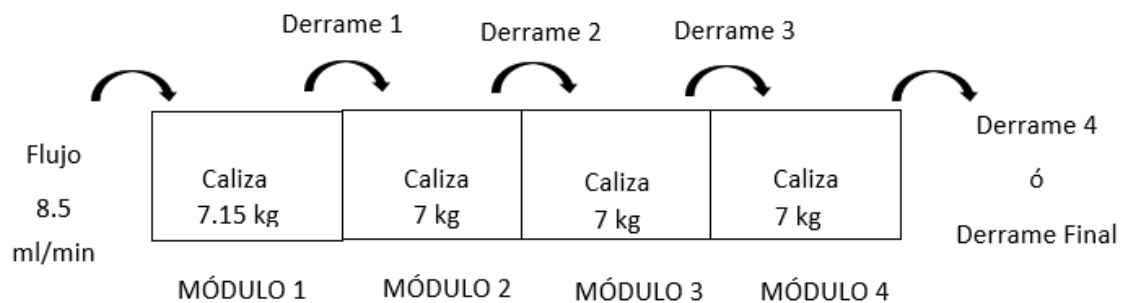 Derrame 1
Derrame 2
Derrame 3
Flujo
8.5
ml/min
Caliza
7.15 kg
Caliza
7 kg
Caliza
7 kg
Caliza
7 kg
Derrame 4
ó
Derrame Final
MÓDULO 1
MÓDULO 2
MÓDULO 3
MÓDULO 4